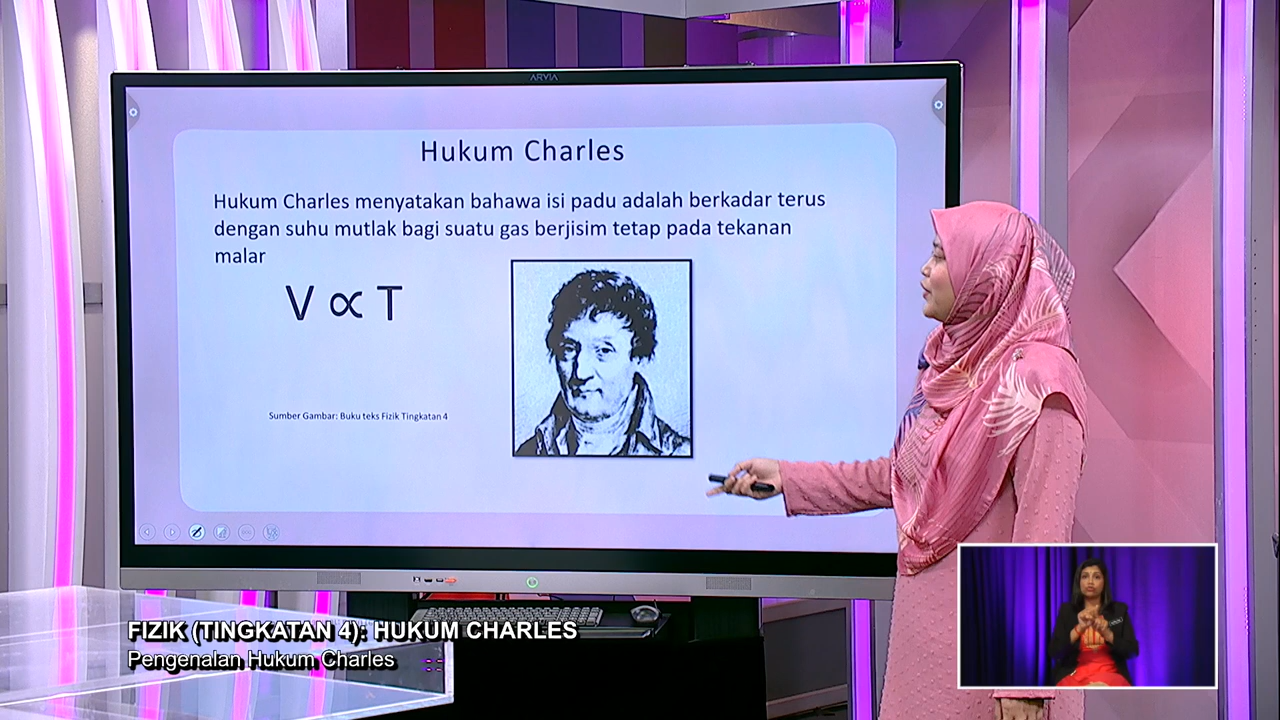 ARVIA
Hukum Charles
Hukum Charles menyatakan bahawa isi padu adalah berkadar terus
dengan suhu mutlak bagi suatu gas berjisim tetap pada tekanan
malar
V ∝ T
Sumber Gambar: Buku teks Fizik Tingkatan 4
FIZIK (TINGKATAN 4): HUKUM CHARLES
Pengenalan Hukum Charles